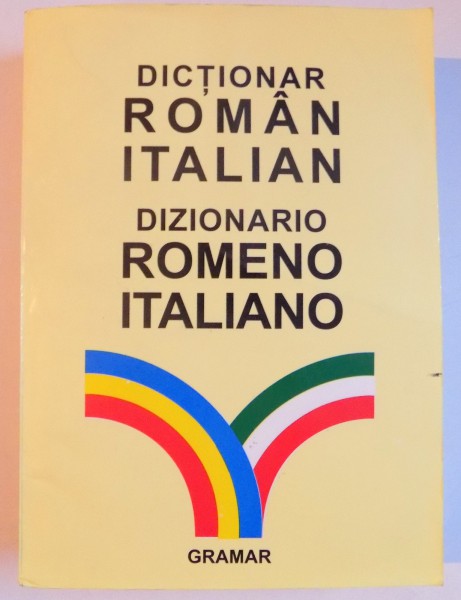 DICȚIONAR
ROMÂN
ITALIAN
DIZIONARIO
ROMENO
ITALIANO
GRAMAR